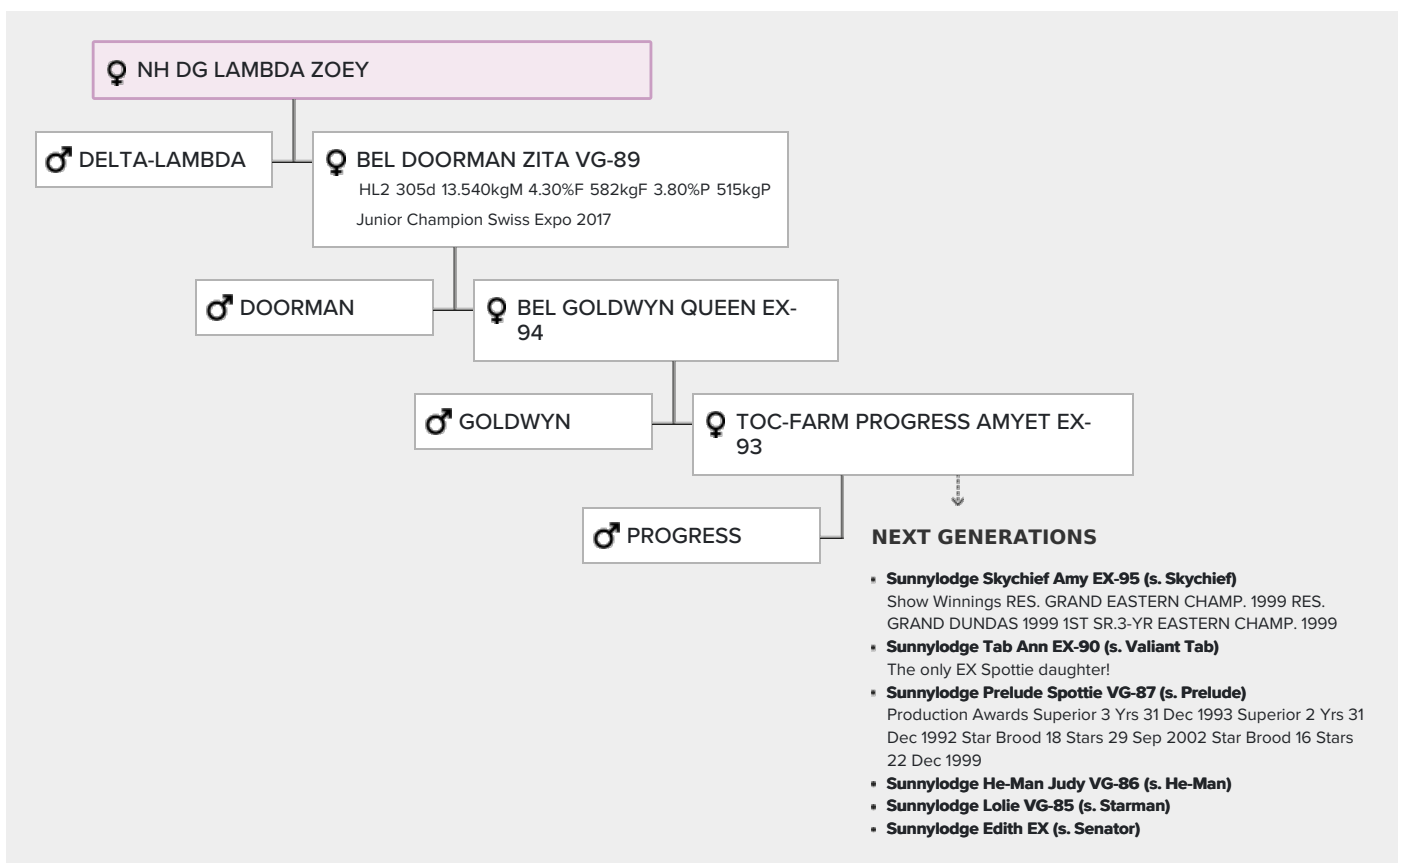 NH DG LAMBDA ZOEY
DELTA-LAMBDA
BEL DOORMAN ZITA VG-89
HL2 305d 13.540kgM 4.30%F 582kgF 3.80%P 515kgP
Junior Champion Swiss Expo 2017
DOORMAN
BEL GOLDWYN QUEEN EX-
94
GOLDWYN
TOC-FARM PROGRESS AMYET EX-
93
PROGRESS
NEXT GENERATIONS
Sunnylodge Skychief Amy EX-95 (s. Skychief)
Show Winnings RES. GRAND EASTERN CHAMP. 1999 RES.
GRAND DUNDAS 1999 1ST SR.3-YR EASTERN CHAMP. 1999
Sunnylodge Tab Ann EX-90 (s. Valiant Tab)
The only EX Spottie daughter!
Sunnylodge Prelude Spottie VG-87 (s. Prelude)
Production Awards Superior 3 Yrs 31 Dec 1993 Superior 2 Yrs 31
Dec 1992 Star Brood 18 Stars 29 Sep 2002 Star Brood 16 Stars
22 Dec 1999
Sunnylodge He-Man Judy VG-86 (s. He-Man)
Sunnylodge Lolie VG-85 (s. Starman)
Sunnylodge Edith EX (s. Senator)